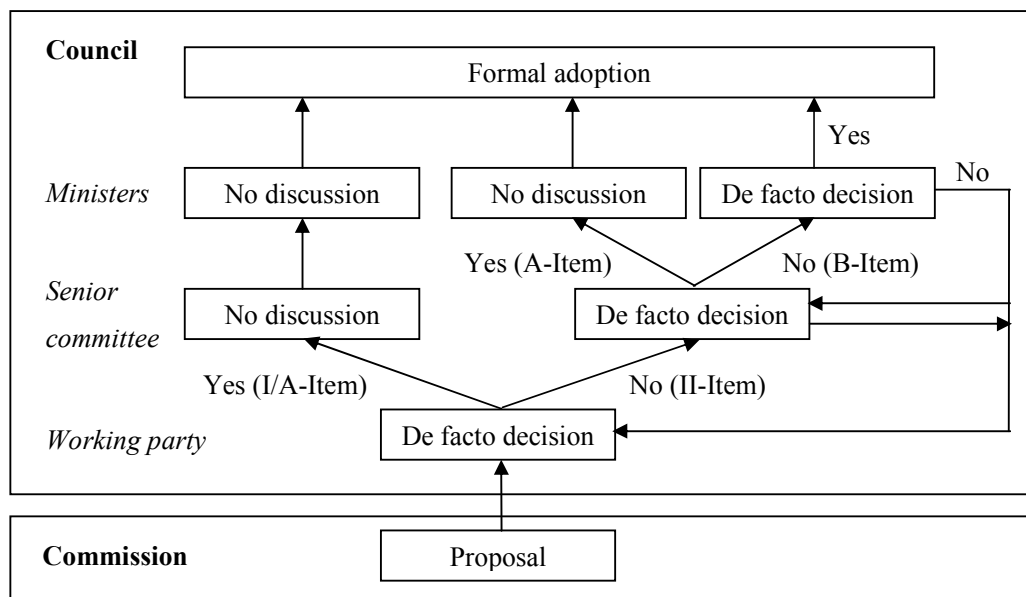 Council
Formal adoption
Yes
Ministers
No discussion
No discussion
De facto decision
No
Yes (A-Item)
No (B-Item)
Senior
committee
No discussion
De facto decision
Yes (I/A-Item)
No (II-Item)
Working party
De facto decision
Commission
Proposal